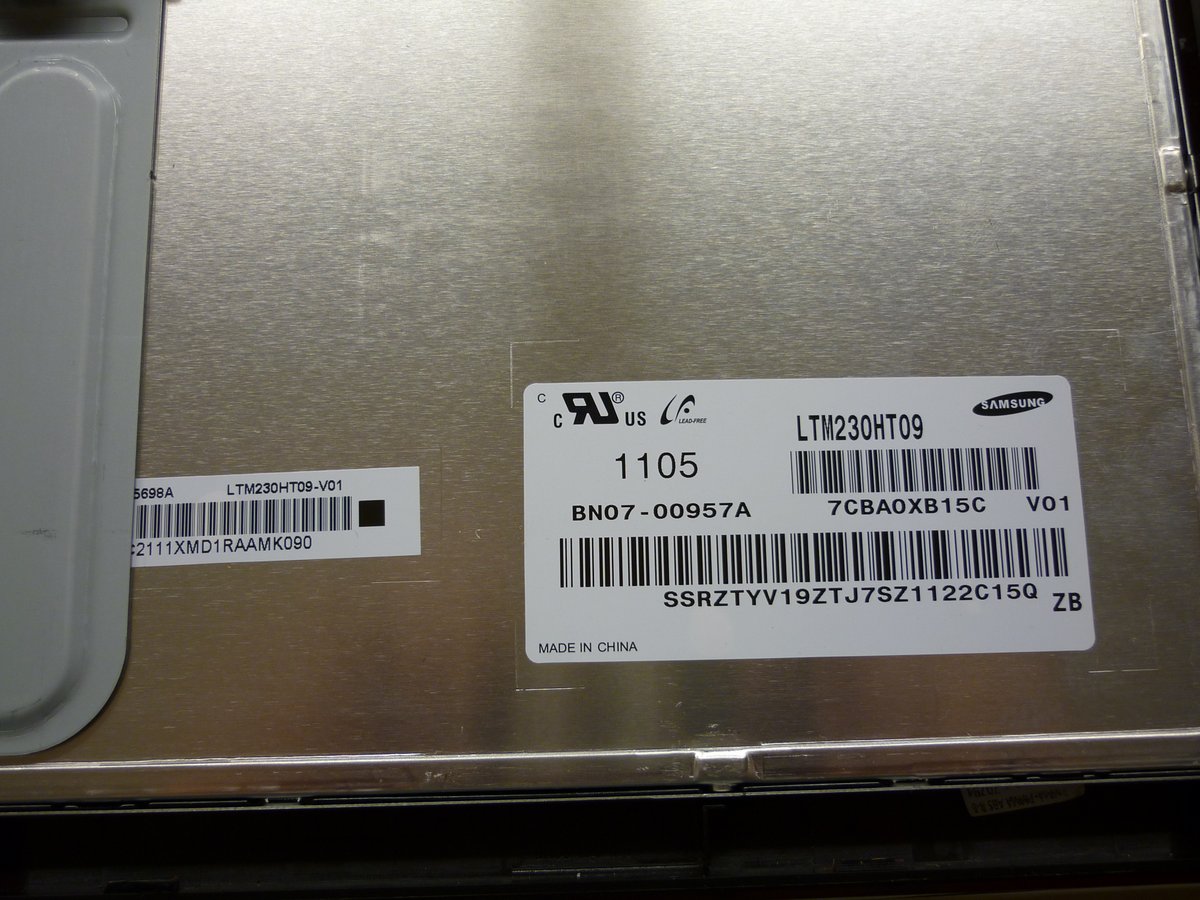 5698A LTM230HT09-V01
C2111XMD1RAAMK090
C
c RU ® US LEAD-FREE
SAMSUNG
LTM230HT09
1105
BN07-00957A 7CBA0XB15C V01
SSRZTYV19ZTJ7SZ1122C15Q ZB
MADE IN CHINA